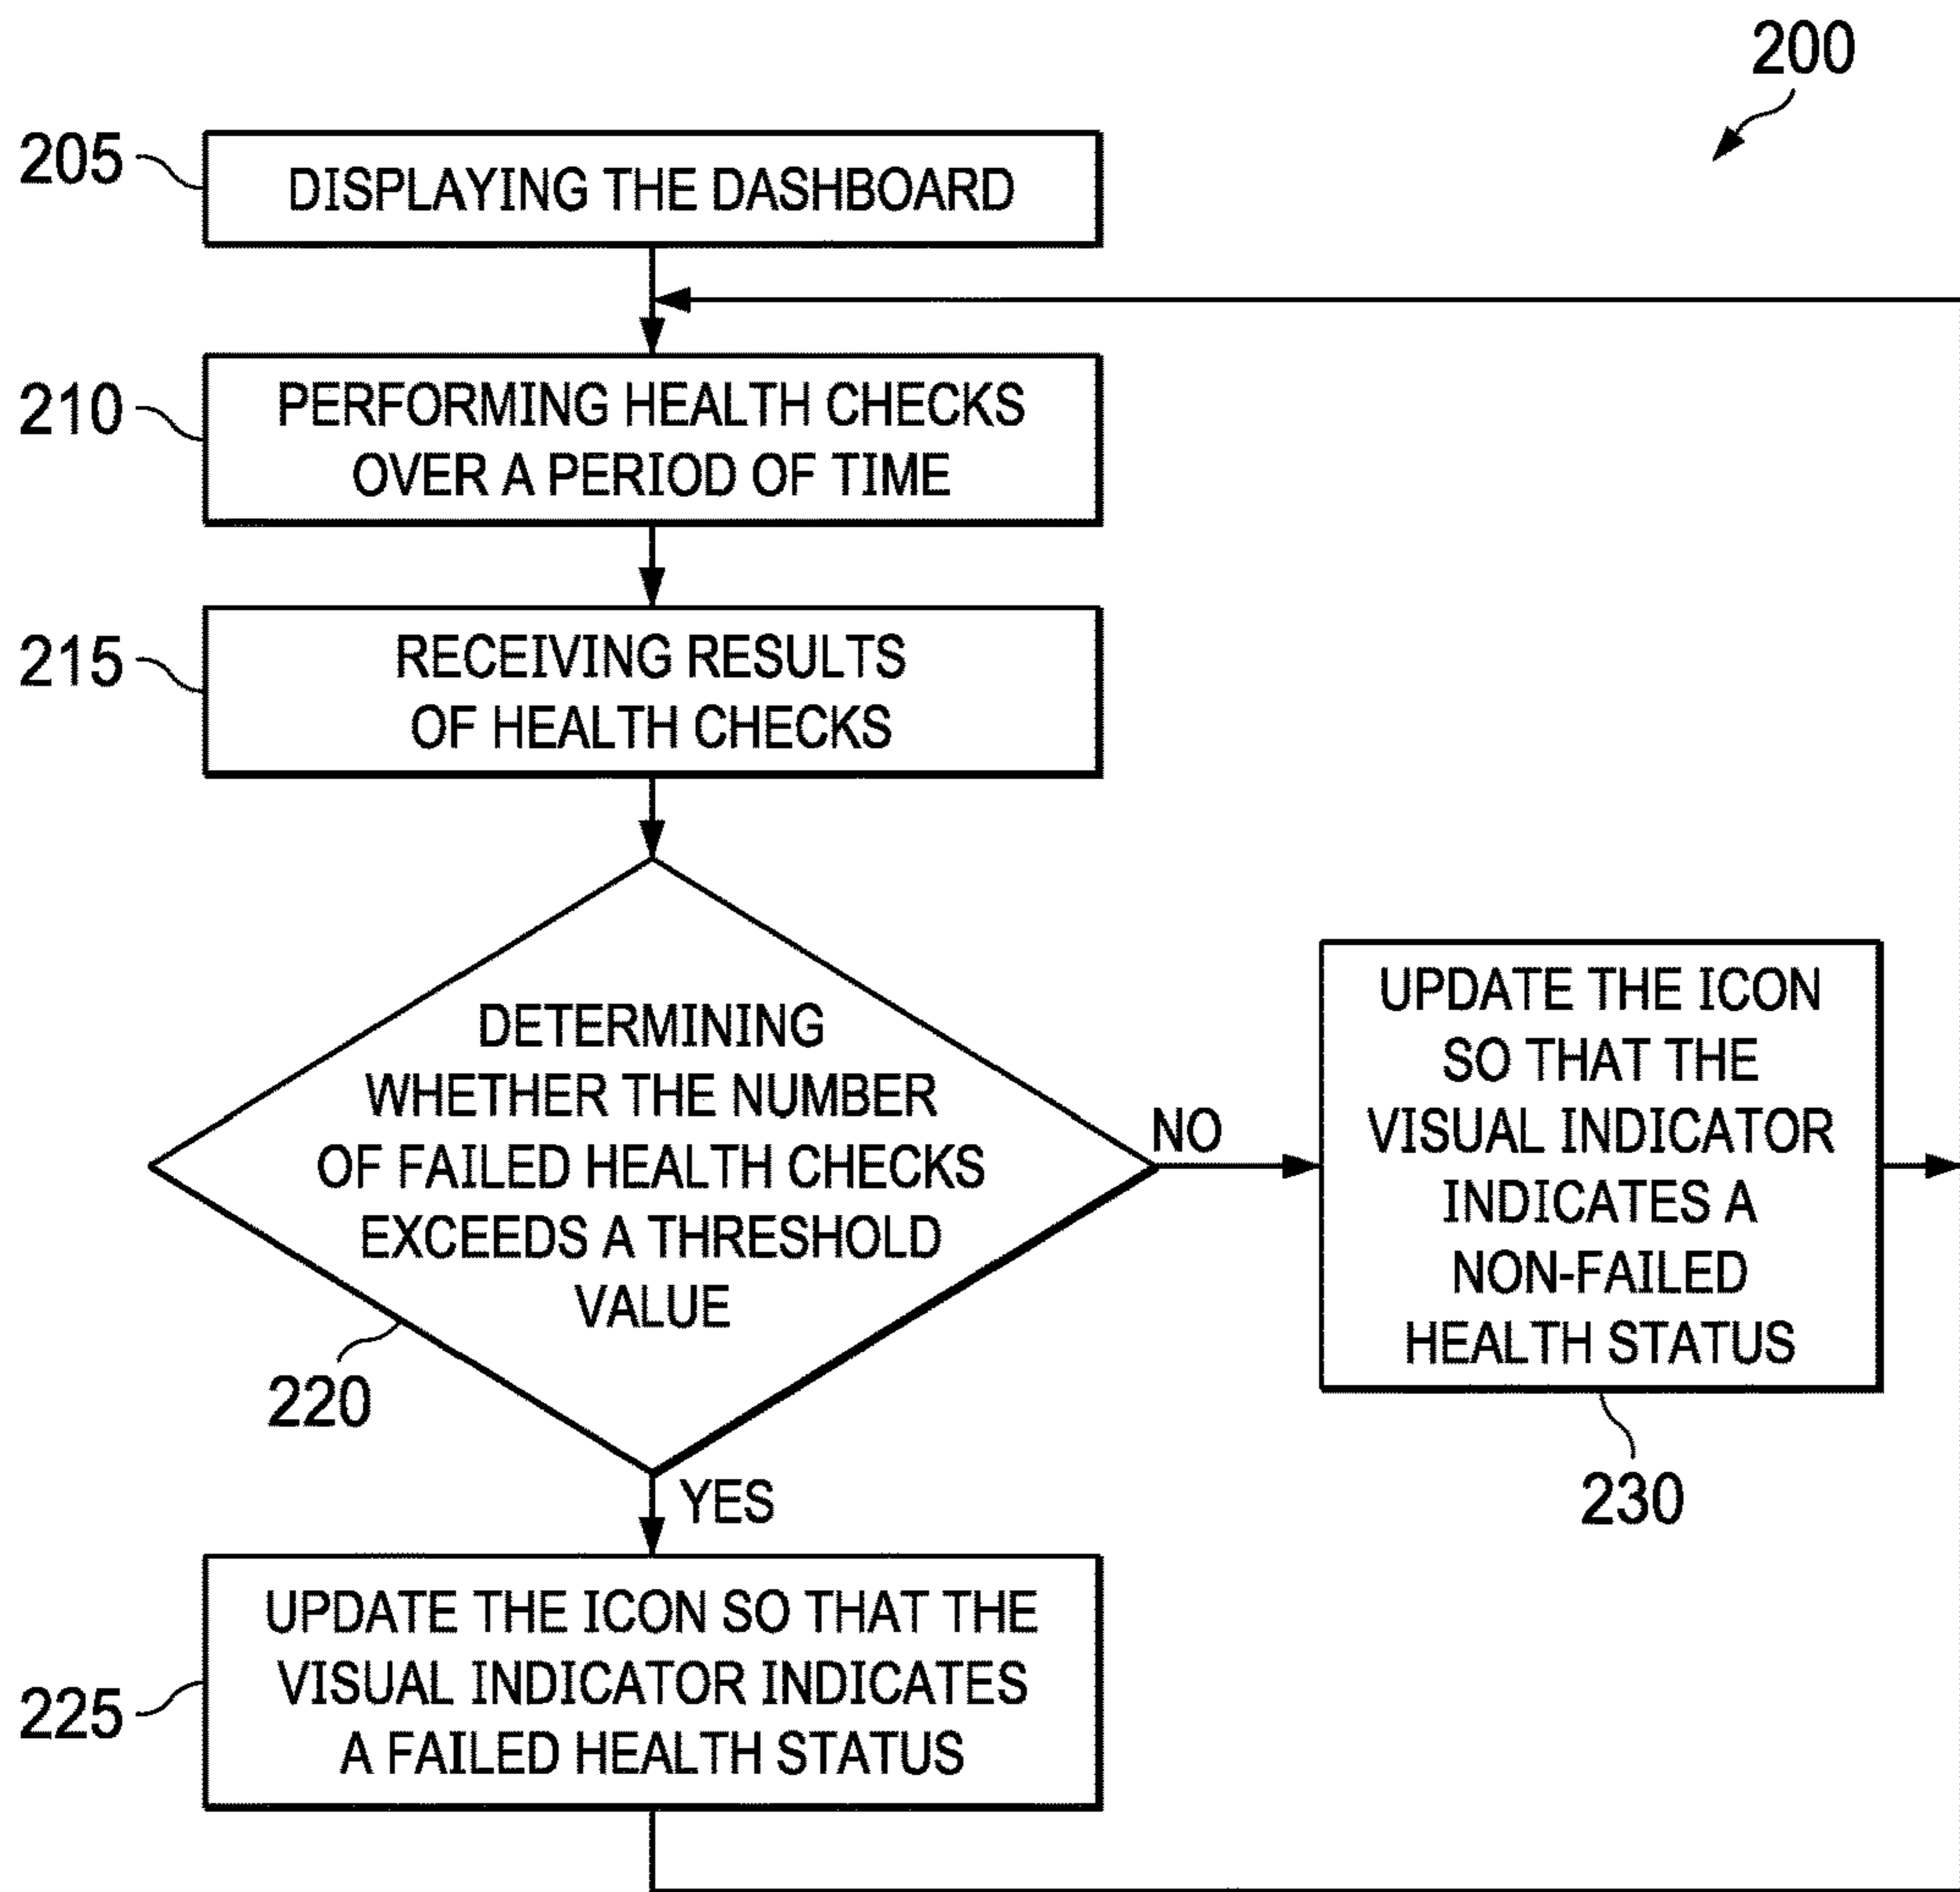 200
205
DISPLAYING THE DASHBOARD
210
PERFORMING HEALTH CHECKS
OVER A PERIOD OF TIME
215
RECEIVING RESULTS
OF HEALTH CHECKS
DETERMINING
WHETHER THE NUMBER
OF FAILED HEALTH CHECKS
EXCEEDS A THRESHOLD
VALUE
220
NO
UPDATE THE ICON
SO THAT THE
VISUAL INDICATOR
INDICATES A
NON-FAILED
HEALTH STATUS
230
YES
225
UPDATE THE ICON SO THAT THE
VISUAL INDICATOR INDICATES
A FAILED HEALTH STATUS